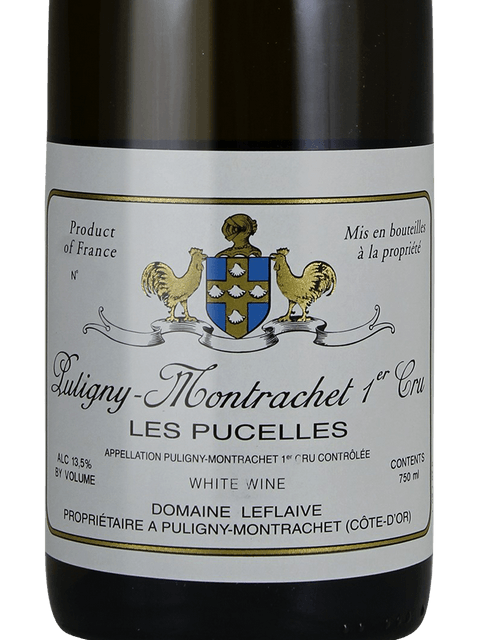 Product
of France
N°
Mis en bouteilles
à la propriété
Puligny-Montrachet 1er Cru
LES PUCELLES
APPELLATION PULIGNY-MONTRACHET 1er CRU CONTRÔLÉE
ALC 13,5%
BY VOLUME
WHITE WINE
CONTENTS
750 ml
DOMAINE LEFLAIVE
PROPRIÉTAIRE A PULIGNY-MONTRACHET (CÔTE-D'OR)